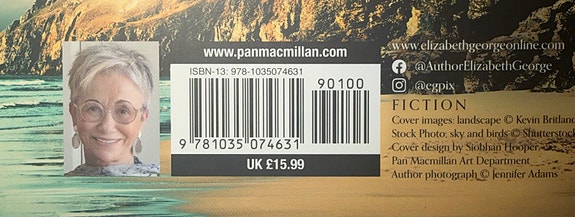 www.panmacmillan.com
ISBN-13: 978-1035074631
90100
9 781035 074631
UK £15.99
www.elizabethgeorgeonline.com
@AuthorElizabethGeorge
@egpix
FICTION
Cover images: landscape © Kevin Britland
Stock Photo; sky and birds © Shutterstock
Cover design by Siobhan Hooper,
Pan Macmillan Art Department
Author photograph © Jennifer Adams